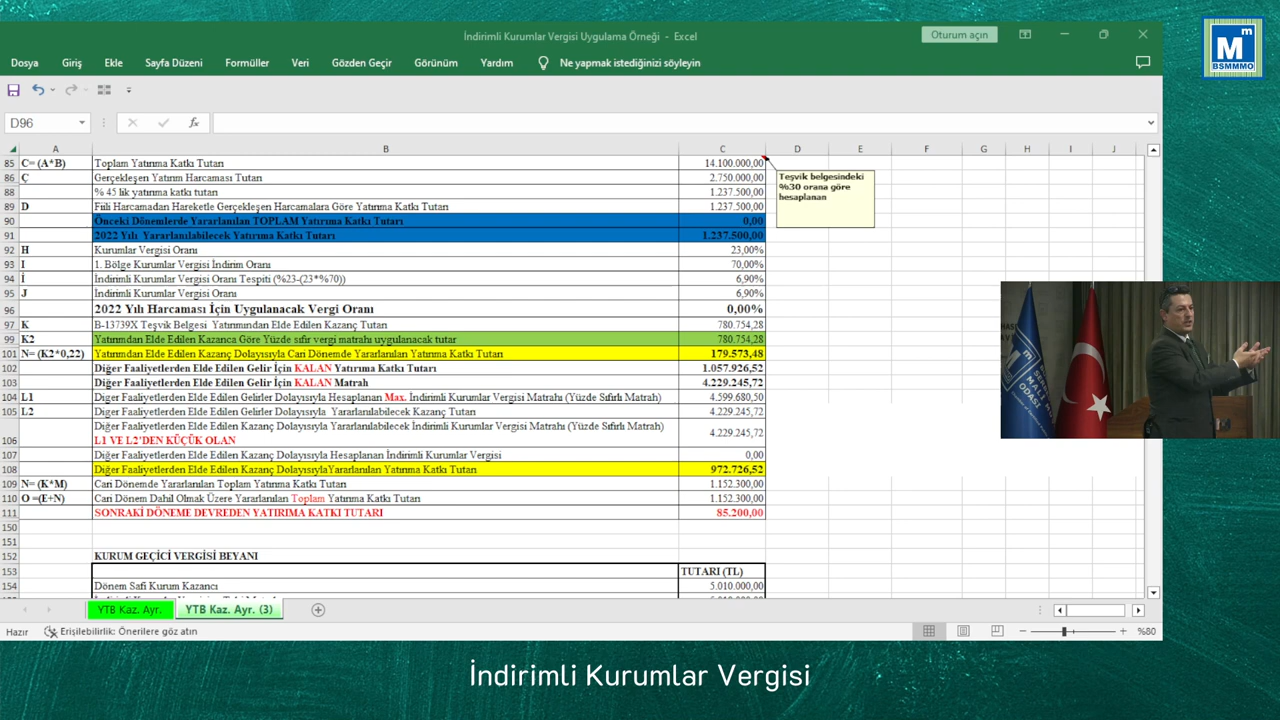 İndirimli Kurumlar Vergisi Uygulama Örneği - Excel
Oturum açın
BSMMMO
Dosya Giriş Ekle Sayfa Düzeni Formüller Veri Gözden Geçir Görünüm Yardım Ne yapmak istediğinizi söyleyin
D96 fx
A B C D E F G H I J
85 C= (A*B) Toplam Yatırıma Katkı Tutarı 14.100.000,00
Teşvik belgesindeki
%30 orana göre
hesaplanan
86 Ç Gerçekleşen Yatırım Harcaması Tutarı 2.750.000,00
88 % 45 lik yatırıma katkı tutarı 1.237.500,00
89 D Fiili Harcamadan Hareketle Gerçekleşen Harcamalara Göre Yatırıma Katkı Tutarı 1.237.500,00
90 Önceki Dönemlerde Yararlanılan TOPLAM Yatırıma Katkı Tutarı 0,00
91 2022 Yılı Yararlanılabilecek Yatırıma Katkı Tutarı 1.237.500,00
92 H Kurumlar Vergisi Oranı 23,00%
93 I 1. Bölge Kurumlar Vergisi İndirim Oranı 70,00%
94 İ İndirimli Kurumlar Vergisi Oranı Tespiti (%23-(23*%70)) 6,90%
95 J İndirimli Kurumlar Vergisi Oranı 6,90%
96 2022 Yılı Harcaması İçin Uygulanacak Vergi Oranı 0,00%
97 K B-13739X Teşvik Belgesi Yatırımından Elde Edilen Kazanç Tutarı 780.754,28
99 K2 Yatırımdan Elde Edilen Kazanca Göre Yüzde sıfır vergi matrahı uygulanacak tutar 780.754,28
101 N= (K2*0,22) Yatırımdan Elde Edilen Kazanç Dolayısıyla Cari Dönemde Yararlanılan Yatırıma Katkı Tutarı 179.573,48
102 Diğer Faaliyetlerden Elde Edilen Gelir İçin KALAN Yatırıma Katkı Tutarı 1.057.926,52
103 Diğer Faaliyetlerden Elde Edilen Gelir İçin KALAN Matrah 4.229.245,72
104 L1 Diğer Faaliyetlerden Elde Edilen Gelirler Dolayısıyla Hesaplanan Max. İndirimli Kurumlar Vergisi Matrahı (Yüzde Sıfırlı Matrah) 4.599.680,50
105 L2 Diğer Faaliyetlerden Elde Edilen Gelirler Dolayısıyla Yararlanılabilecek Kazanç Tutarı 4.229.245,72
Diğer Faaliyetlerden Elde Edilen Kazanç Dolayısıyla Yararlanılabilecek İndirimli Kurumlar Vergisi Matrahı (Yüzde Sıfırlı Matrah)
106 L1 VE L2'DEN KÜÇÜK OLAN 4.229.245,72
107 Diğer Faaliyetlerden Elde Edilen Kazanç Dolayısıyla Hesaplanan İndirimli Kurumlar Vergisi 0,00
108 Diğer Faaliyetlerden Elde Edilen Kazanç DolayısıylaYararlanılan Yatırıma Katkı Tutarı 972.726,52
109 N= (K*M) Cari Dönemde Yararlanılan Toplam Yatırıma Katkı Tutarı 1.152.300,00
110 O =(E+N) Cari Dönem Dahil Olmak Üzere Yararlanılan Toplam Yatırıma Katkı Tutarı 1.152.300,00
111 SONRAKİ DÖNEME DEVREDEN YATIRIMA KATKI TUTARI 85.200,00
150
151
152 KURUM GEÇİCİ VERGİSİ BEYANI
153 TUTARI (TL)
154 Dönem Safi Kurum Kazancı 5.010.000,00
YTB Kaz. Ayr. YTB Kaz. Ayr. (3)
Hazır Erişilebilirlik: Önerilere göz atın %80
İndirimli Kurumlar Vergisi